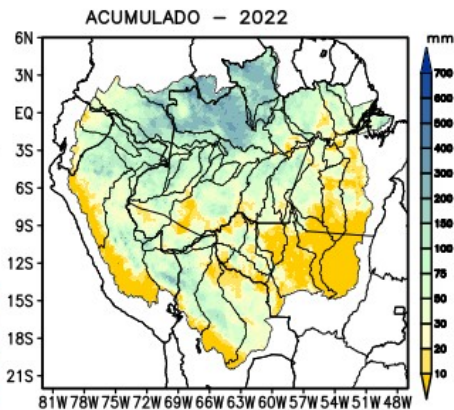 ACUMULADO – 2022
mm
6N
3N
EQ
3S
6S
9S
12S
15S
18S
21S
700
600
500
400
300
200
150
100
75
50
30
20
10
81W 78W 75W 72W 69W 66W 63W 60W 57W 54W 51W 48W